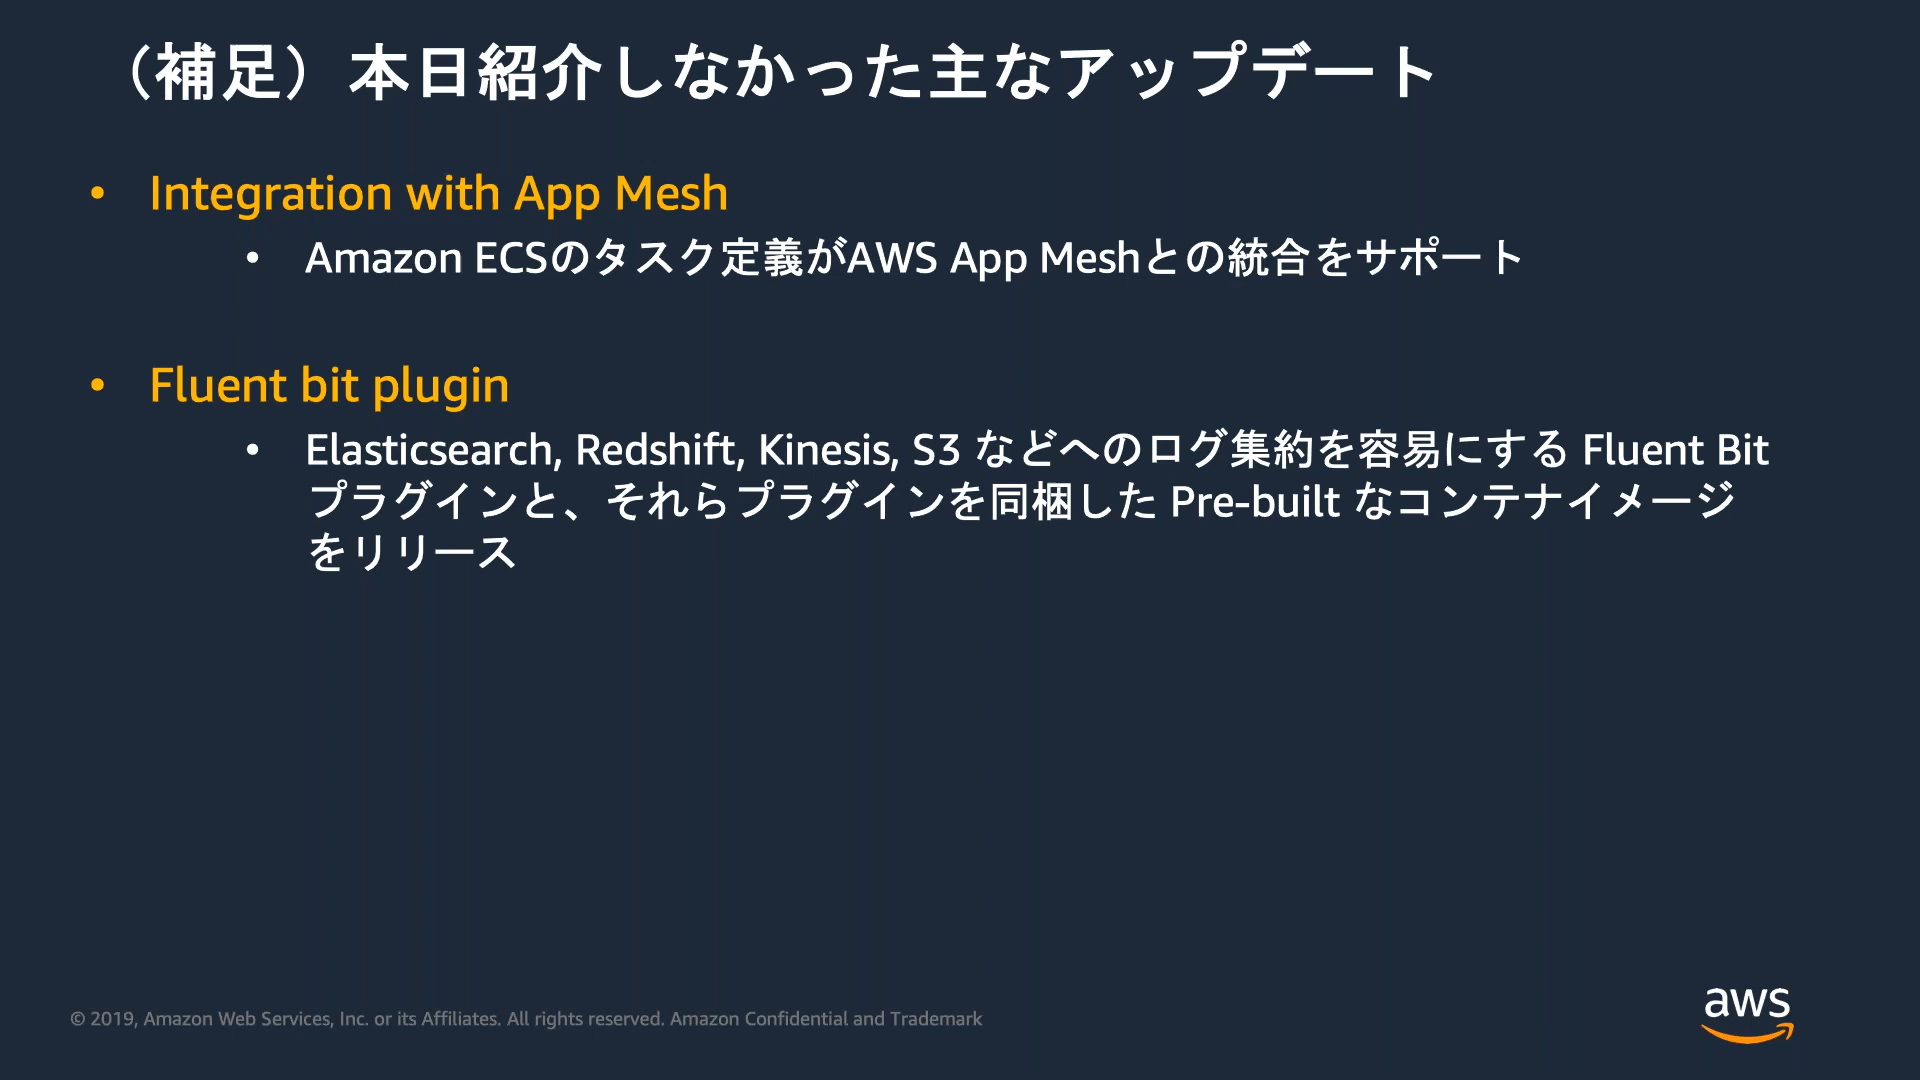 （補足）本日紹介しなかった主なアップデート
• Integration with App Mesh
• Amazon ECSのタスク定義がAWS App Meshとの統合をサポート
• Fluent bit plugin
• Elasticsearch, Redshift, Kinesis, S3 などへのログ集約を容易にする Fluent Bit
プラグインと、それらプラグインを同梱した Pre-built なコンテナイメージ
をリリース
© 2019, Amazon Web Services, Inc. or its Affiliates. All rights reserved. Amazon Confidential and Trademark
aws